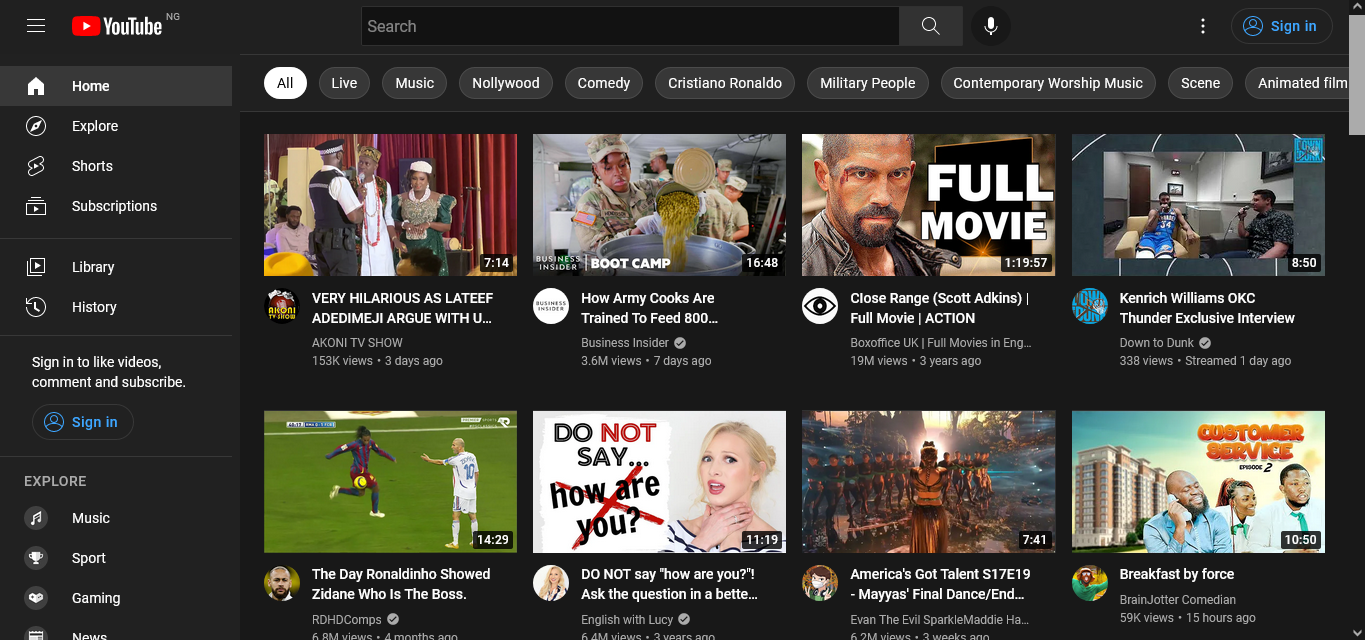 YouTube NG
Search
Sign in
Home
Explore
Shorts
Subscriptions
Library
History
Sign in to like videos,
comment and subscribe.
Sign in
EXPLORE
Music
Sport
Gaming
News
All Live Music Nollywood Comedy Cristiano Ronaldo Military People Contemporary Worship Music Scene Animated film
7:14
BUSINESS
INSIDER
BOOT CAMP
16:48
FULL
MOVIE
1:19:57
DOWN
DUNK
34
8:50
AKONI
TV SHOW
VERY HILARIOUS AS LATEEF
ADEDIMEJI ARGUE WITH U...
AKONI TV SHOW
153K views • 3 days ago
BUSINESS
INSIDER
How Army Cooks Are
Trained To Feed 800...
Business Insider
3.6M views • 7 days ago
Close Range (Scott Adkins) |
Full Movie | ACTION
Boxoffice UK | Full Movies in Eng...
19M views • 3 years ago
Kenrich Williams OKC
Thunder Exclusive Interview
Down to Dunk
338 views • Streamed 1 day ago
10
14:29
DO NOT
SAY...
how are
you?
11:19
7:41
CUSTOMER
SERVICE
EPISODE 2
10:50
The Day Ronaldinho Showed
Zidane Who Is The Boss.
RDHDComps
6.8M views • 4 months ago
DO NOT say "how are you?"!
Ask the question in a bette...
English with Lucy
6.4M views • 3 years ago
America's Got Talent S17E19
- Mayyas' Final Dance/End...
Evan The Evil SparkleMaddie Ha...
6.2M views • 3 weeks ago
Breakfast by force
BrainJotter Comedian
59K views • 15 hours ago